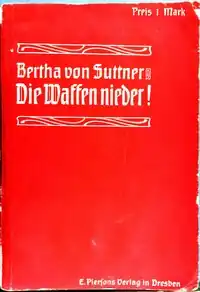 Preis 1 Mark
Bertha von Suttner:
Die Waffen nieder!
E. Piersons Verlag in Dresden